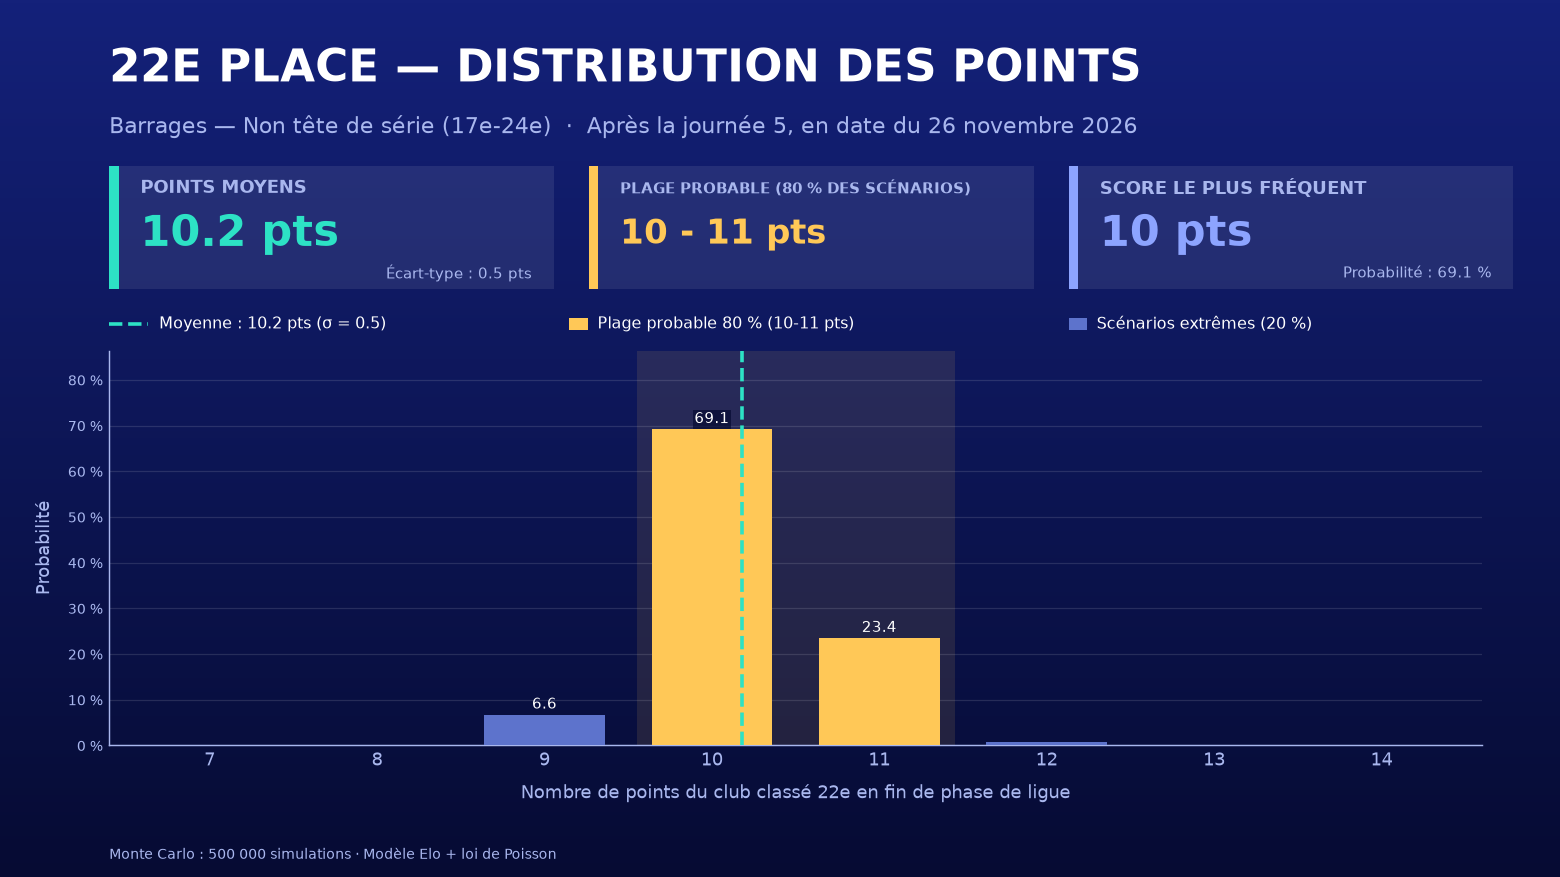 22E PLACE — DISTRIBUTION DES POINTS
Barrages — Non tête de série (17e-24e)  ·  Après la journée 5, en date du 26 novembre 2026
POINTS MOYENS
10.2 pts
Écart-type : 0.5 pts
PLAGE PROBABLE (80 % DES SCÉNARIOS)
10 - 11 pts
SCORE LE PLUS FRÉQUENT
10 pts
Probabilité : 69.1 %
Moyenne : 10.2 pts (σ = 0.5)
Plage probable 80 % (10-11 pts)
Scénarios extrêmes (20 %)
Probabilité
80 %
70 %
60 %
50 %
40 %
30 %
20 %
10 %
0 %
6.6
69.1
23.4
7
8
9
10
11
12
13
14
Nombre de points du club classé 22e en fin de phase de ligue
Monte Carlo : 500 000 simulations · Modèle Elo + loi de Poisson